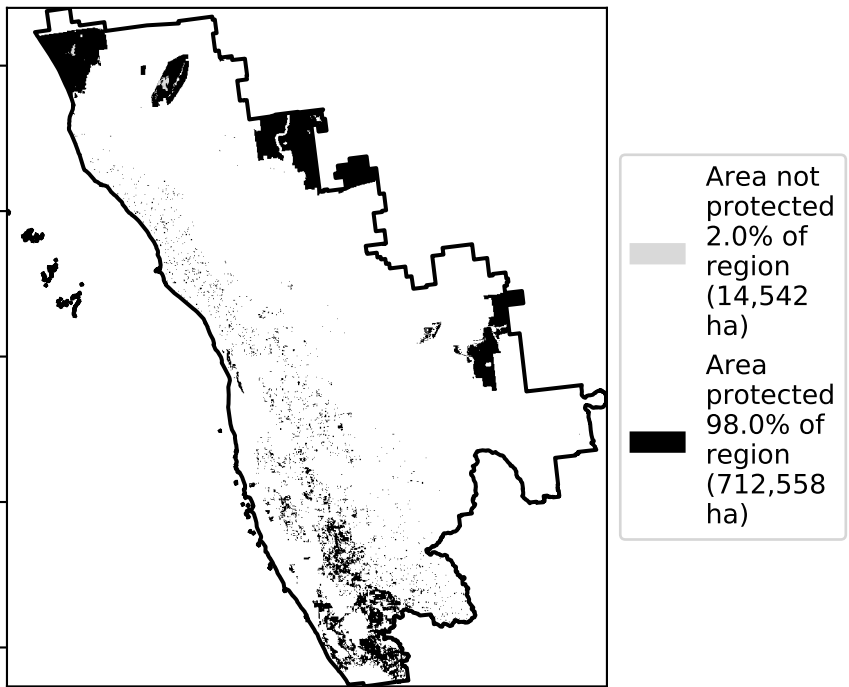 Area not
protected
2.0% of
region
(14,542
ha)
Area
protected
98.0% of
region
(712,558
ha)